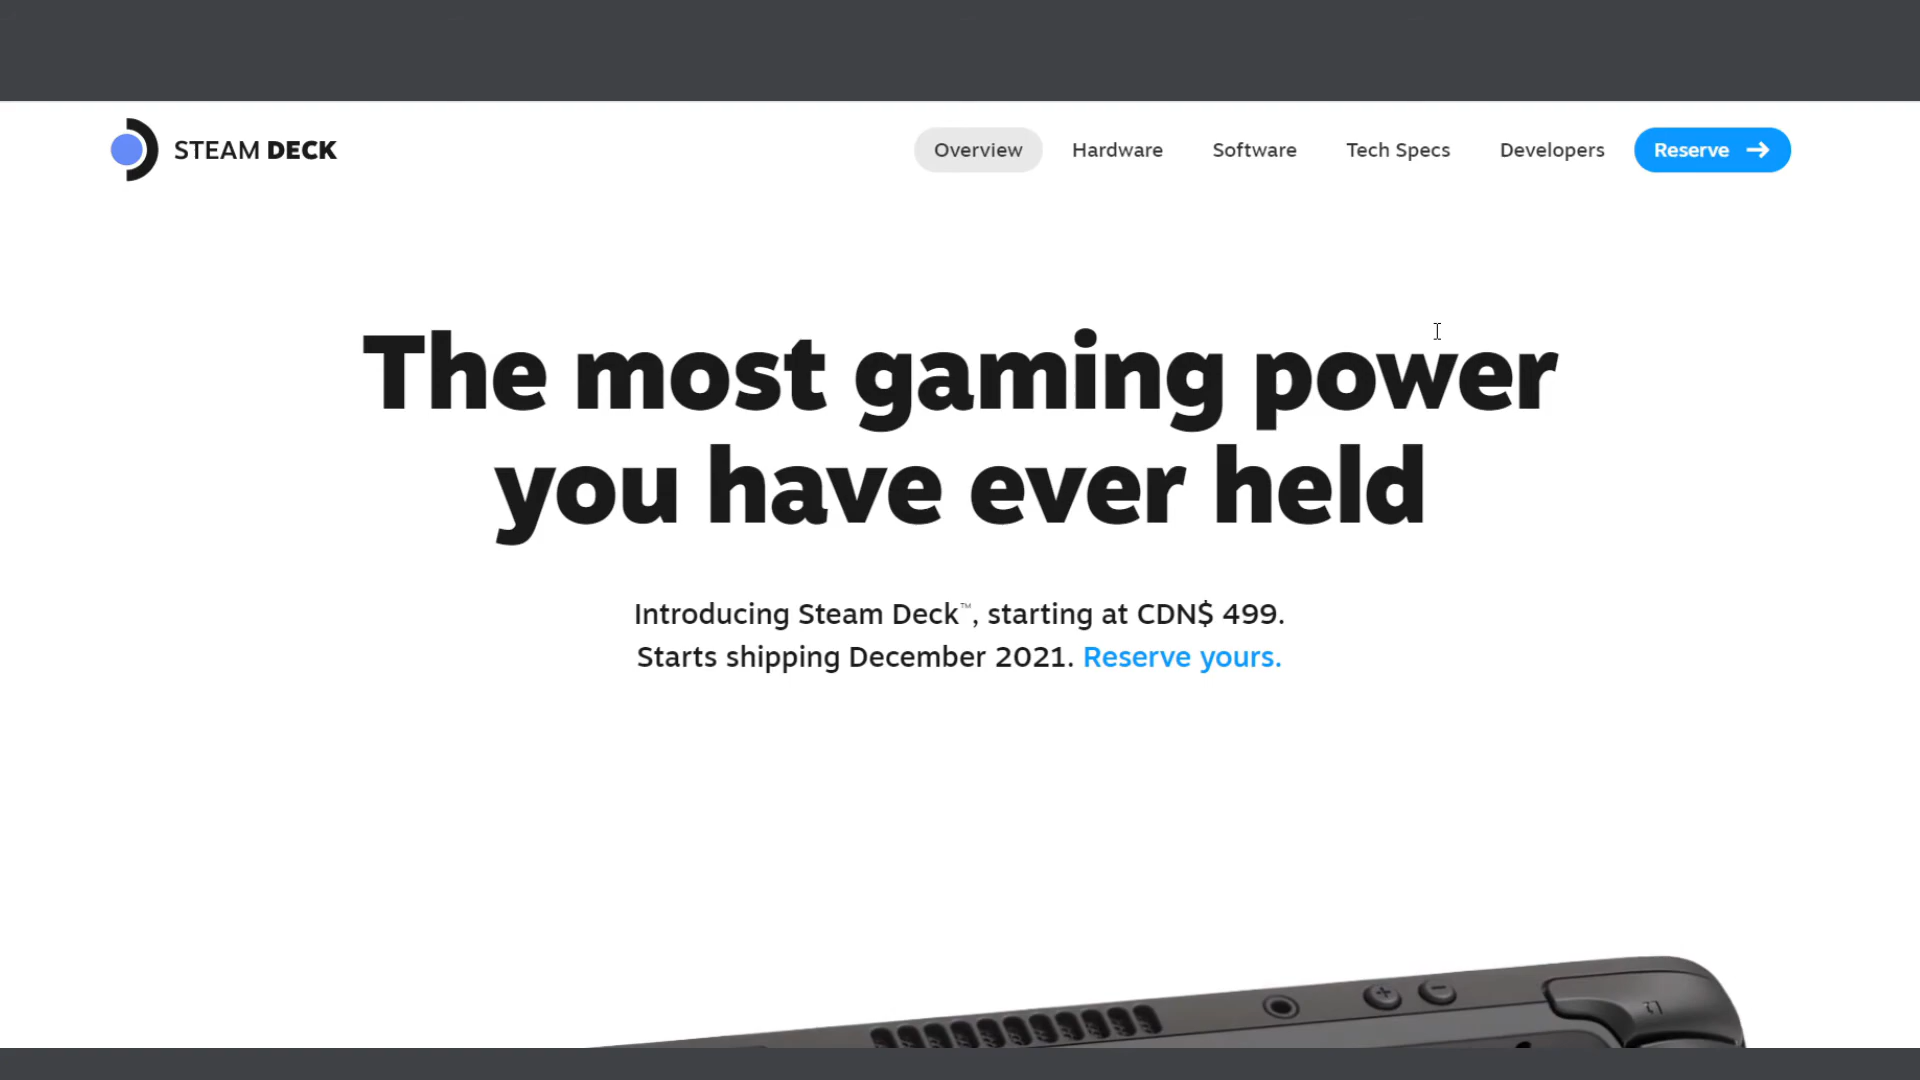 STEAM DECK
Overview Hardware Software Tech Specs Developers Reserve →
The most gaming power
you have ever held
Introducing Steam Deck™, starting at CDN$ 499.
Starts shipping December 2021. Reserve yours.